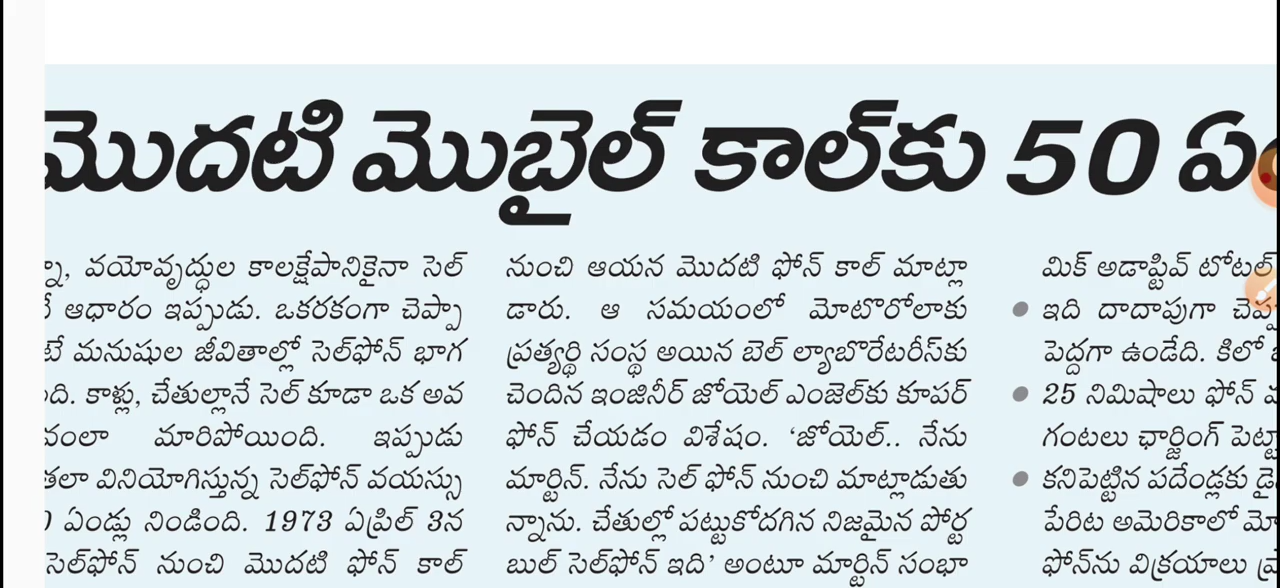 మొదటి మొబైల్ కాల్‌కు 50
వయోవృద్ధుల కాలక్షేపానికైనా సెల్
ఆధారం ఇప్పుడు. ఒకరకంగా చెప్పా
మనుషుల జీవితాల్లో సెల్‌ఫోన్ భాగ
కాళ్లు, చేతుల్లానే సెల్ కూడా ఒక అవ
మారిపోయింది. ఇప్పుడు
వినియోగిస్తున్న సెల్‌ఫోన్ వయస్సు
ఏండ్లు నిండింది. 1973 ఏప్రిల్ 3న
సెల్‌ఫోన్ నుంచి మొదటి ఫోన్ కాల్
నుంచి ఆయన మొదటి ఫోన్ కాల్ మాట్లా
డారు. ఆ సమయంలో మోటొరోలాకు
ప్రత్యర్థి సంస్థ అయిన బెల్ ల్యాబొరేటరీస్‌కు
చెందిన ఇంజినీర్ జోయెల్ ఎంజెల్‌కు కూపర్
ఫోన్ చేయడం విశేషం. ‘జోయెల్.. నేను
మార్టిన్. నేను సెల్ ఫోన్ నుంచి మాట్లాడుతు
న్నాను. చేతుల్లో పట్టుకోదగిన నిజమైన పోర్ట
బుల్ సెల్‌ఫోన్ ఇది’ అంటూ మార్టిన్ సంభా
మిక్ అడాప్టివ్ టోటల్
ఇది దాదాపుగా
పెద్దగా ఉండేది. కిలో
25 నిమిషాలు ఫోన్
గంటలు ఛార్జింగ్
కనిపెట్టిన పదేండ్లకు
పేరిట అమెరికాలో
ఫోన్‌ను విక్రయాలు